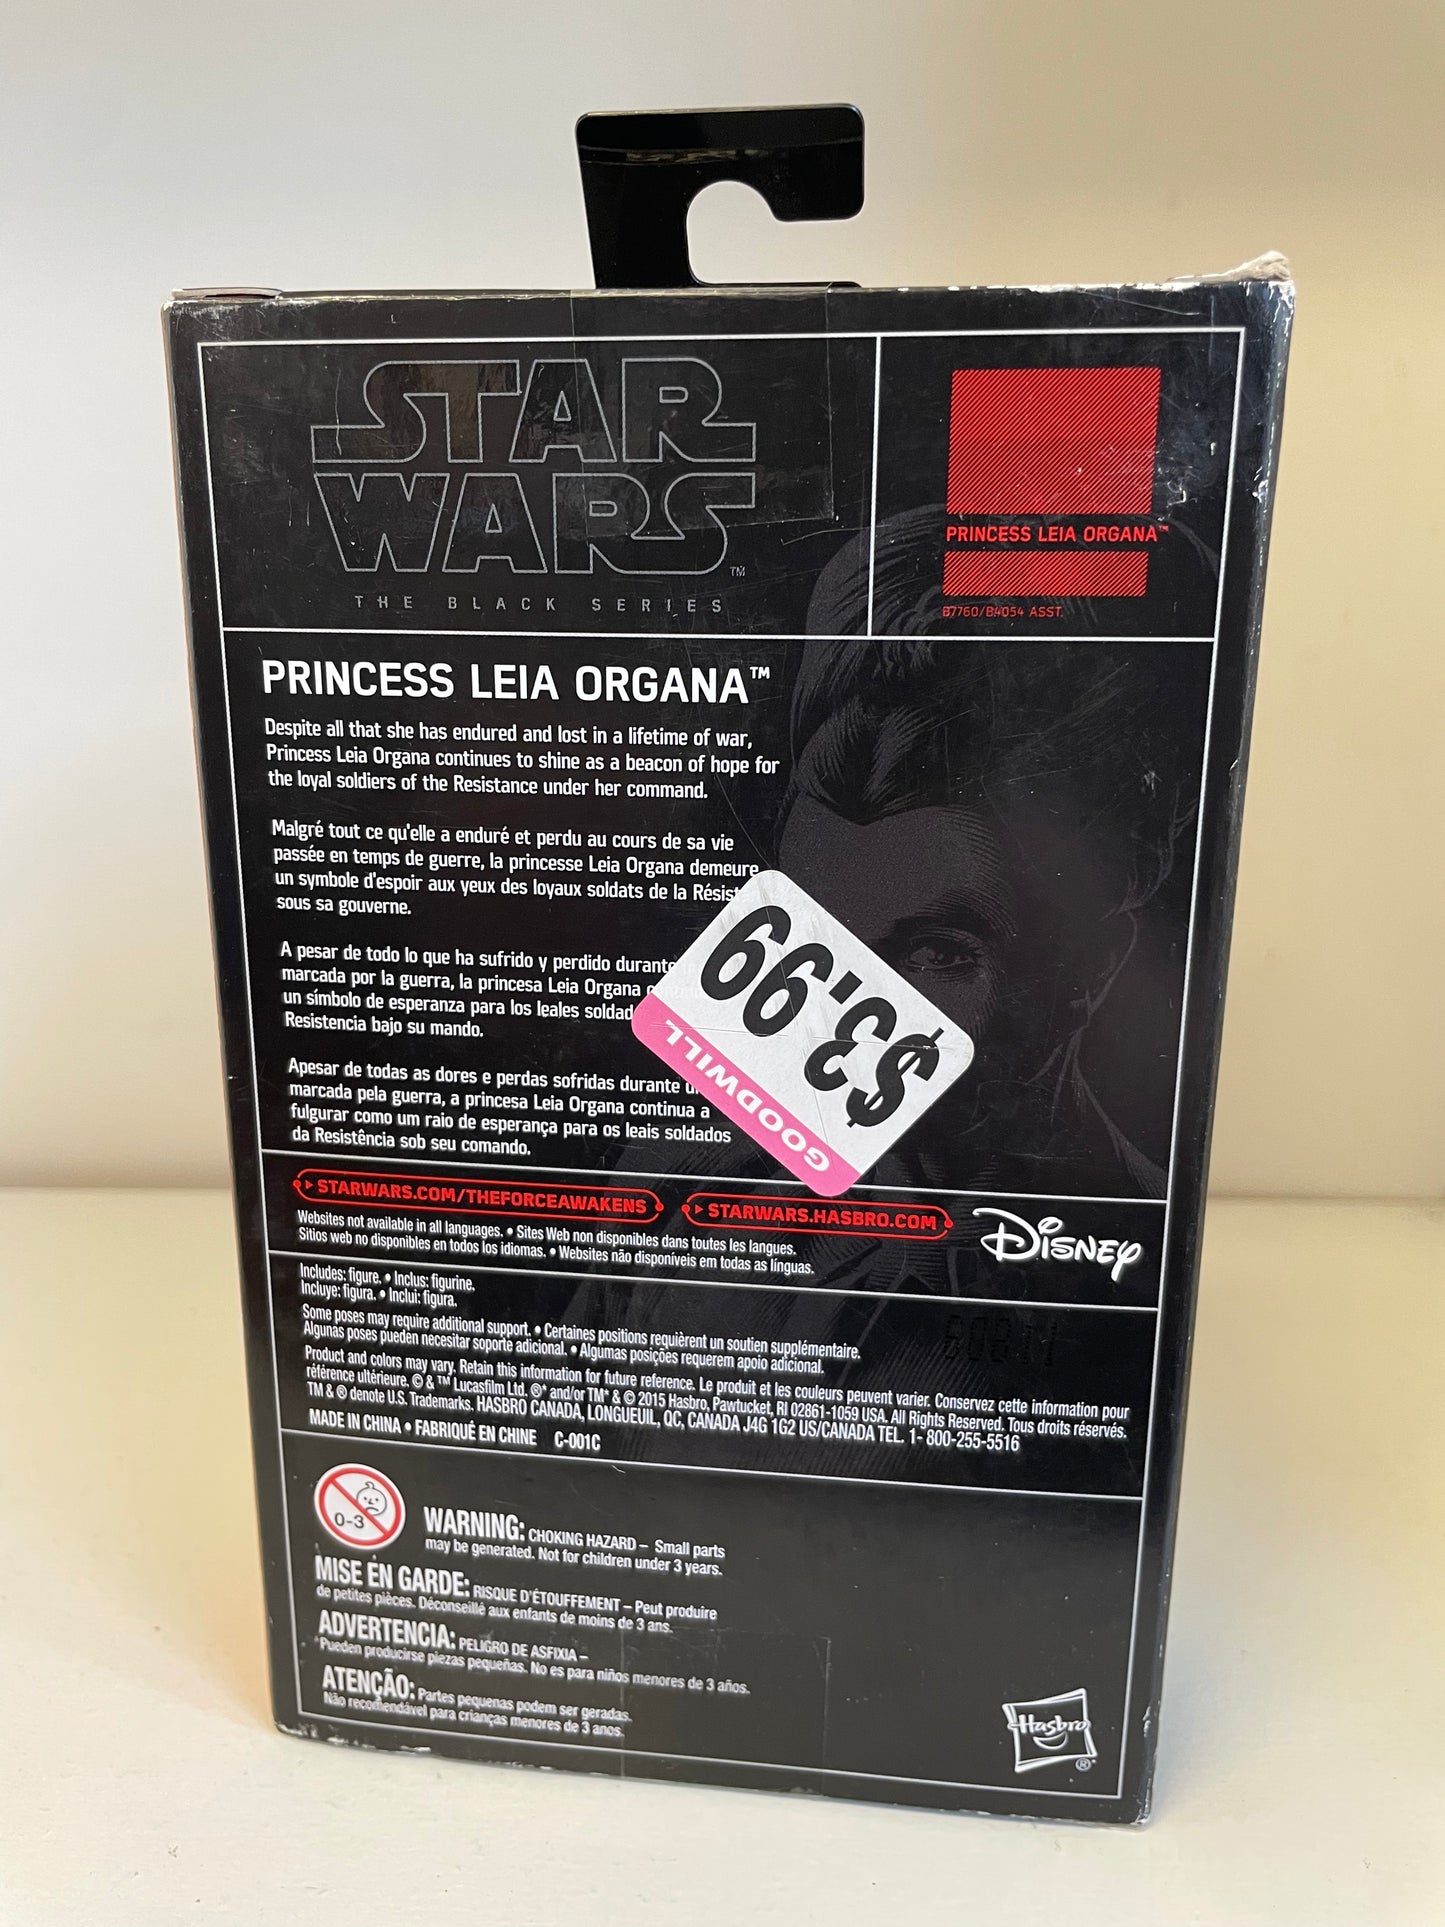 STAR
WARS
TM
THE BLACK SERIES
PRINCESS LEIA ORGANA™
B7760/B4054 ASST.
PRINCESS LEIA ORGANA™
Despite all that she has endured and lost in a lifetime of war,
Princess Leia Organa continues to shine as a beacon of hope for
the loyal soldiers of the Resistance under her command.
Malgré tout ce qu'elle a enduré et perdu au cours de sa vie
passée en temps de guerre, la princesse Leia Organa demeure
un symbole d'espoir aux yeux des loyaux soldats de la
sous sa gouverne.
A pesar de todo lo que ha sufrido y perdido durante
marcada por la guerra, la princesa Leia Organa
un símbolo de esperanza para los leales
Resistencia bajo su mando.
Apesar de todas as dores e perdas sofridas durante
marcada pela guerra, a princesa Leia Organa continua a
fulgurar como um raio de esperança para os leais soldados
da Resistência sob seu comando.
$3.99
GOODWILL
STARWARS.COM/THEFORCEAWAKENS
STARWARS.HASBRO.COM
DISNEY
Websites not available in all languages. • Sites Web non disponibles dans toutes les langues.
Sitios web no disponibles en todos los idiomas. • Websites não disponíveis em todas as línguas.
Includes: figure. • Inclus: figurine.
Incluye: figura. • Inclui: figura.
Some poses may require additional support. • Certaines positions requièrent un soutien supplémentaire.
Algunas poses pueden necesitar soporte adicional. • Algumas posições requerem apoio adicional.
Product and colors may vary. Retain this information for future reference. Le produit et les couleurs peuvent varier. Conservez cette information pour
référence ultérieure. © & ™ Lucasfilm Ltd. ®* and/or TM* & © 2015 Hasbro, Pawtucket, RI 02861-1059 USA. All Rights Reserved. Tous droits réservés.
TM & ® denote U.S. Trademarks. HASBRO CANADA, LONGUEUIL, QC, CANADA J4G 1G2 US/CANADA TEL. 1- 800-255-5516
MADE IN CHINA • FABRIQUÉ EN CHINE C-001C
0-3
WARNING: CHOKING HAZARD – Small parts
may be generated. Not for children under 3 years.
MISE EN GARDE: RISQUE D'ÉTOUFFEMENT – Peut produire
de petites pièces. Déconseillé aux enfants de moins de 3 ans.
ADVERTENCIA: PELIGRO DE ASFIXIA –
Pueden producirse piezas pequeñas. No es para niños menores de 3 años.
ATENÇÃO: Partes pequenas podem ser geradas.
Não recomendável para crianças menores de 3 anos.
Hasbro
®